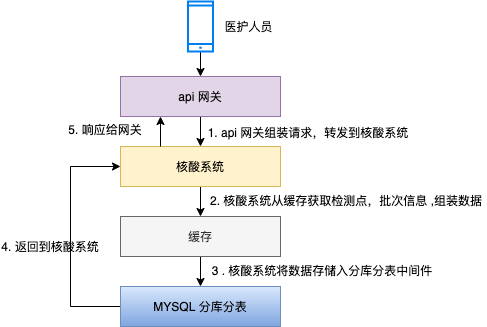 医护人员
api 网关
5. 响应给网关
1. api 网关组装请求，转发到核酸系统
核酸系统
2. 核酸系统从缓存获取检测点，批次信息 ,组装数据
缓存
4. 返回到核酸系统
3 . 核酸系统将数据存储入分库分表中间件
MYSQL 分库分表